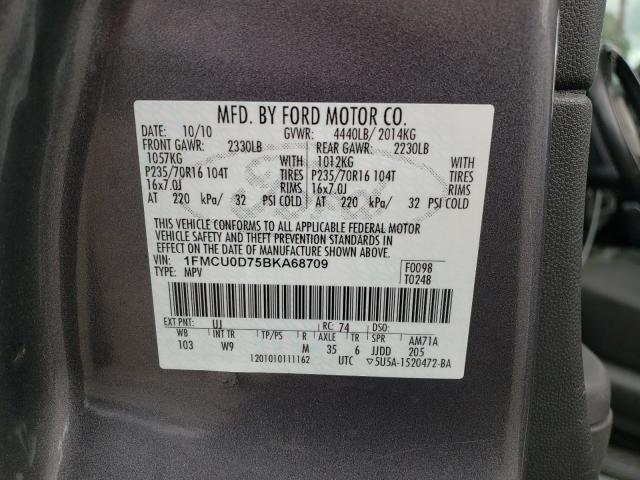 MFD. BY FORD MOTOR CO.
DATE: 10/10 GVWR: 4440LB/ 2014KG
FRONT GAWR: 2330LB REAR GAWR: 2230LB
1057KG WITH 1012KG WITH
P235/70R16 104T TIRES P235/70R16 104T TIRES
16x7.0J RIMS 16x7.0J RIMS
AT 220 kPa/ 32 PSI COLD AT 220 kPa/ 32 PSI COLD
Ford
THIS VEHICLE CONFORMS TO ALL APPLICABLE FEDERAL MOTOR
VEHICLE SAFETY AND THEFT PREVENTION STANDARDS IN
EFFECT ON THE DATE OF MANUFACTURE SHOWN ABOVE.
VIN: 1FMCU0D75BKA68709 F0098
TYPE: MPV T0248
EXT PNT: UJ RC: 74 DSO:
WB INT TR TP/PS R AXLE TR SPR AM71A
103 W9 M 35 6 JJDD 205
1201010111162 UTC ▽5U5A-1520472-BA